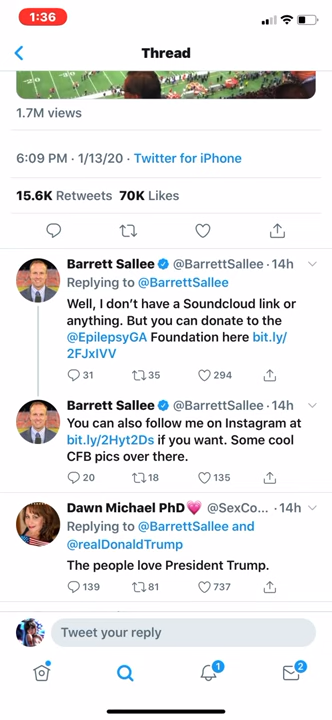 1:36
Thread
1.7M views
6:09 PM · 1/13/20 · Twitter for iPhone
15.6K Retweets 70K Likes
Barrett Sallee @BarrettSallee · 14h
Replying to @BarrettSallee
Well, I don't have a Soundcloud link or
anything. But you can donate to the
@EpilepsyGA Foundation here bit.ly/
2FJxIVV
31 35 294
Barrett Sallee @BarrettSallee · 14h
You can also follow me on Instagram at
bit.ly/2Hyt2Ds if you want. Some cool
CFB pics over there.
20 18 135
Dawn Michael PhD💗 @SexCo... · 14h
Replying to @BarrettSallee and
@realDonaldTrump
The people love President Trump.
139 81 737
Tweet your reply
1 2